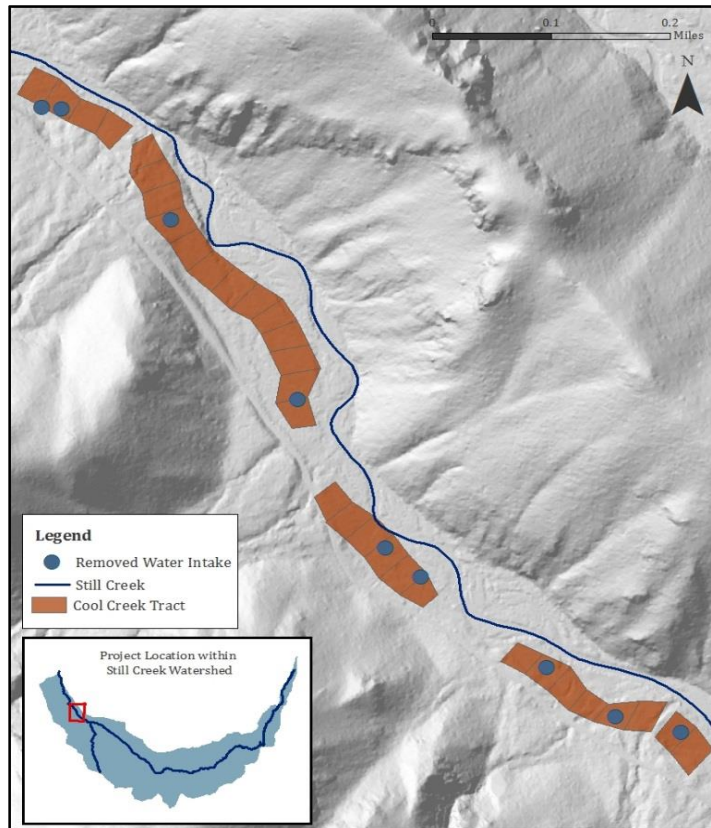 0 0.1 0.2
Miles
N
Legend
Removed Water Intake
Still Creek
Cool Creek Tract
Project Location within
Still Creek Watershed